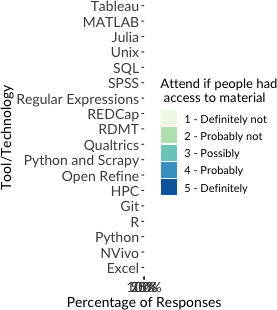 Tableau
MATLAB
Julia
Unix
SQL
SPSS
Regular Expressions
REDCap
RDMT
Qualtrics
Python and Scrapy
Open Refine
HPC
Git
R
Python
NVivo
Excel
Tool/Technology
Percentage of Responses
Attend if people had
access to material
1 - Definitely not
2 - Probably not
3 - Possibly
4 - Probably
5 - Definitely